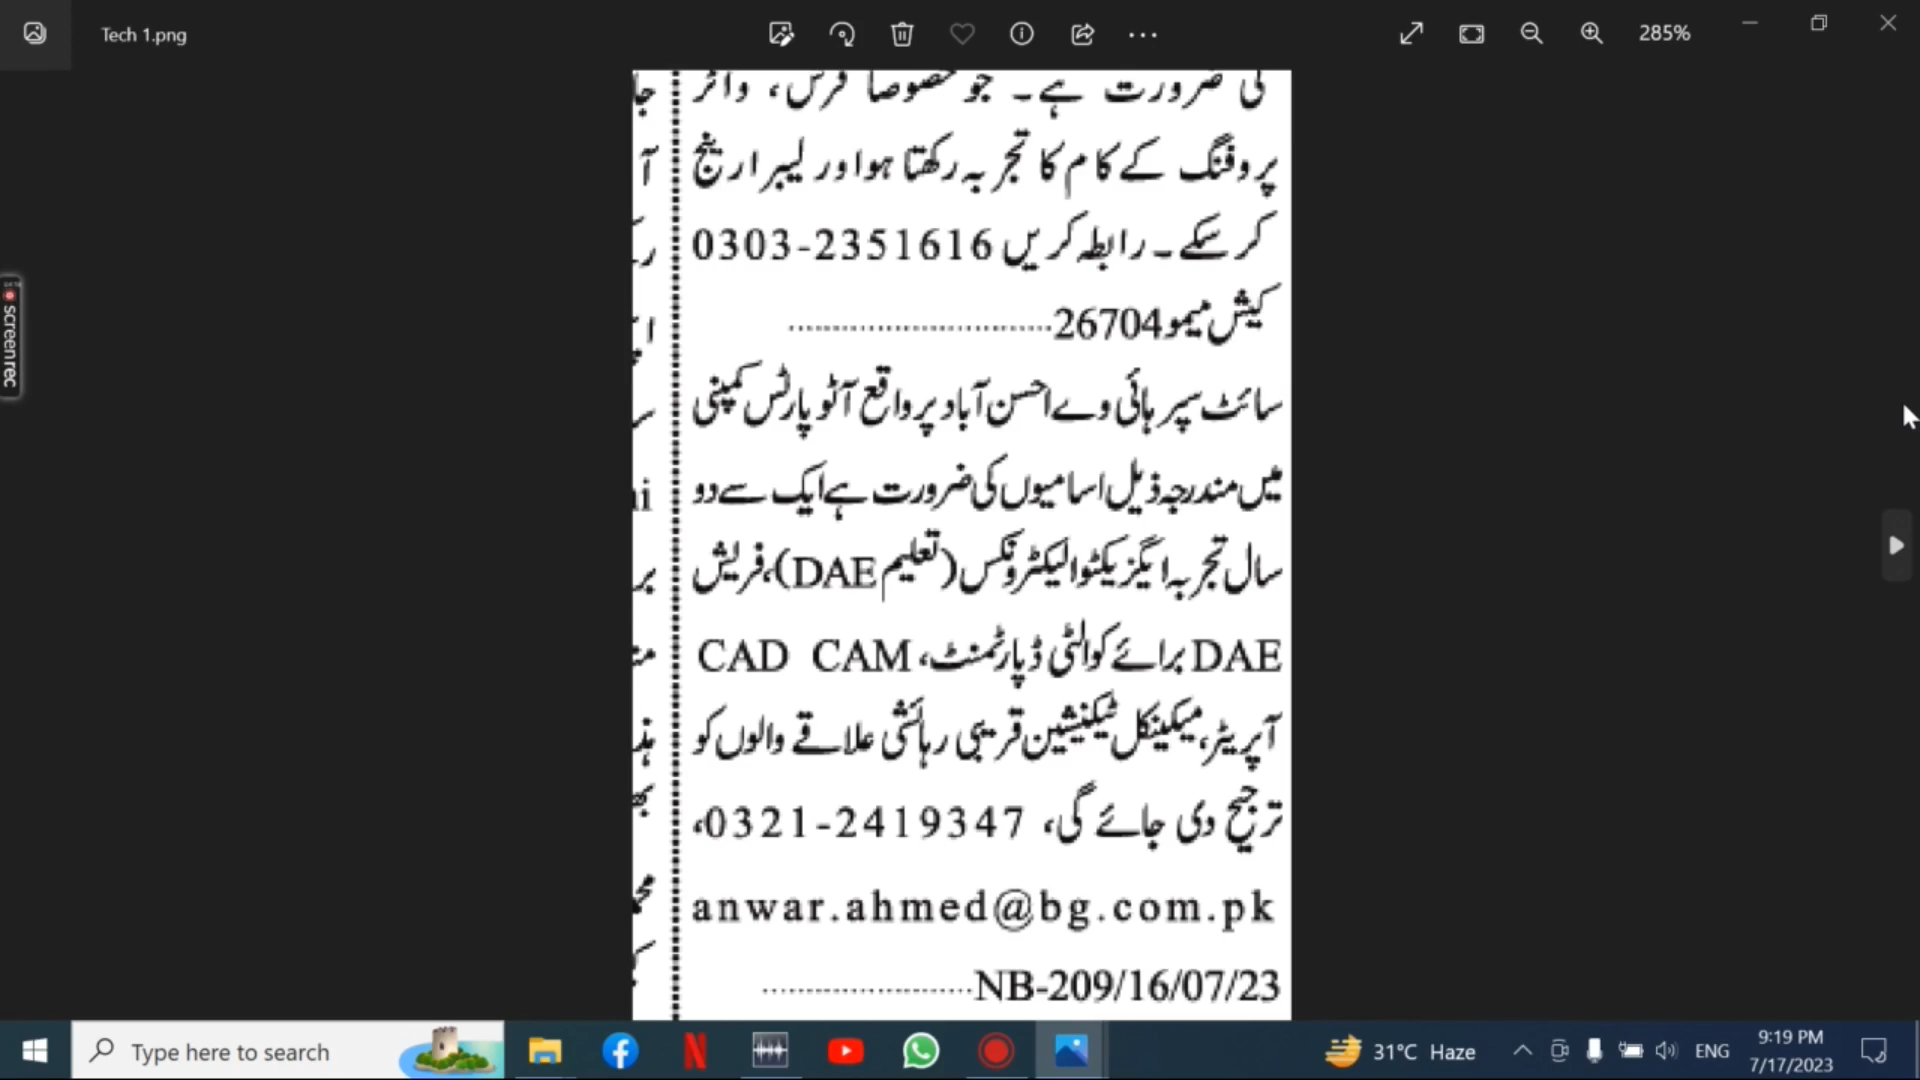 Tech 1.png
285%
کی ضرورت ہے۔ جو خصوصاً فرش، واٹر
پروفنگ کے کام کا تجربہ رکھتا ہو اور لیبر ارینج
کر سکے۔ رابطہ کریں 0303-2351616
کیش میمو26704
سائٹ سپر ہائی وے احسن آباد پر واقع آٹو پارٹس کمپنی
میں مندرجہ ذیل اسامیوں کی ضرورت ہے ایک سے دو
سال تجربہ ایگزیکٹو الیکٹرونکس (تعلیم DAE)، فریش
DAE برائے کوالٹی ڈپارٹمنٹ، CAD CAM
آپریٹر، میکینکل ٹیکنیشین قریبی رہائشی علاقے والوں کو
ترجیح دی جائے گی، 0321-2419347،
anwar.ahmed@bg.com.pk
NB-209/16/07/23
screenrec
Type here to search
31°C Haze
ENG
9:19 PM
7/17/2023